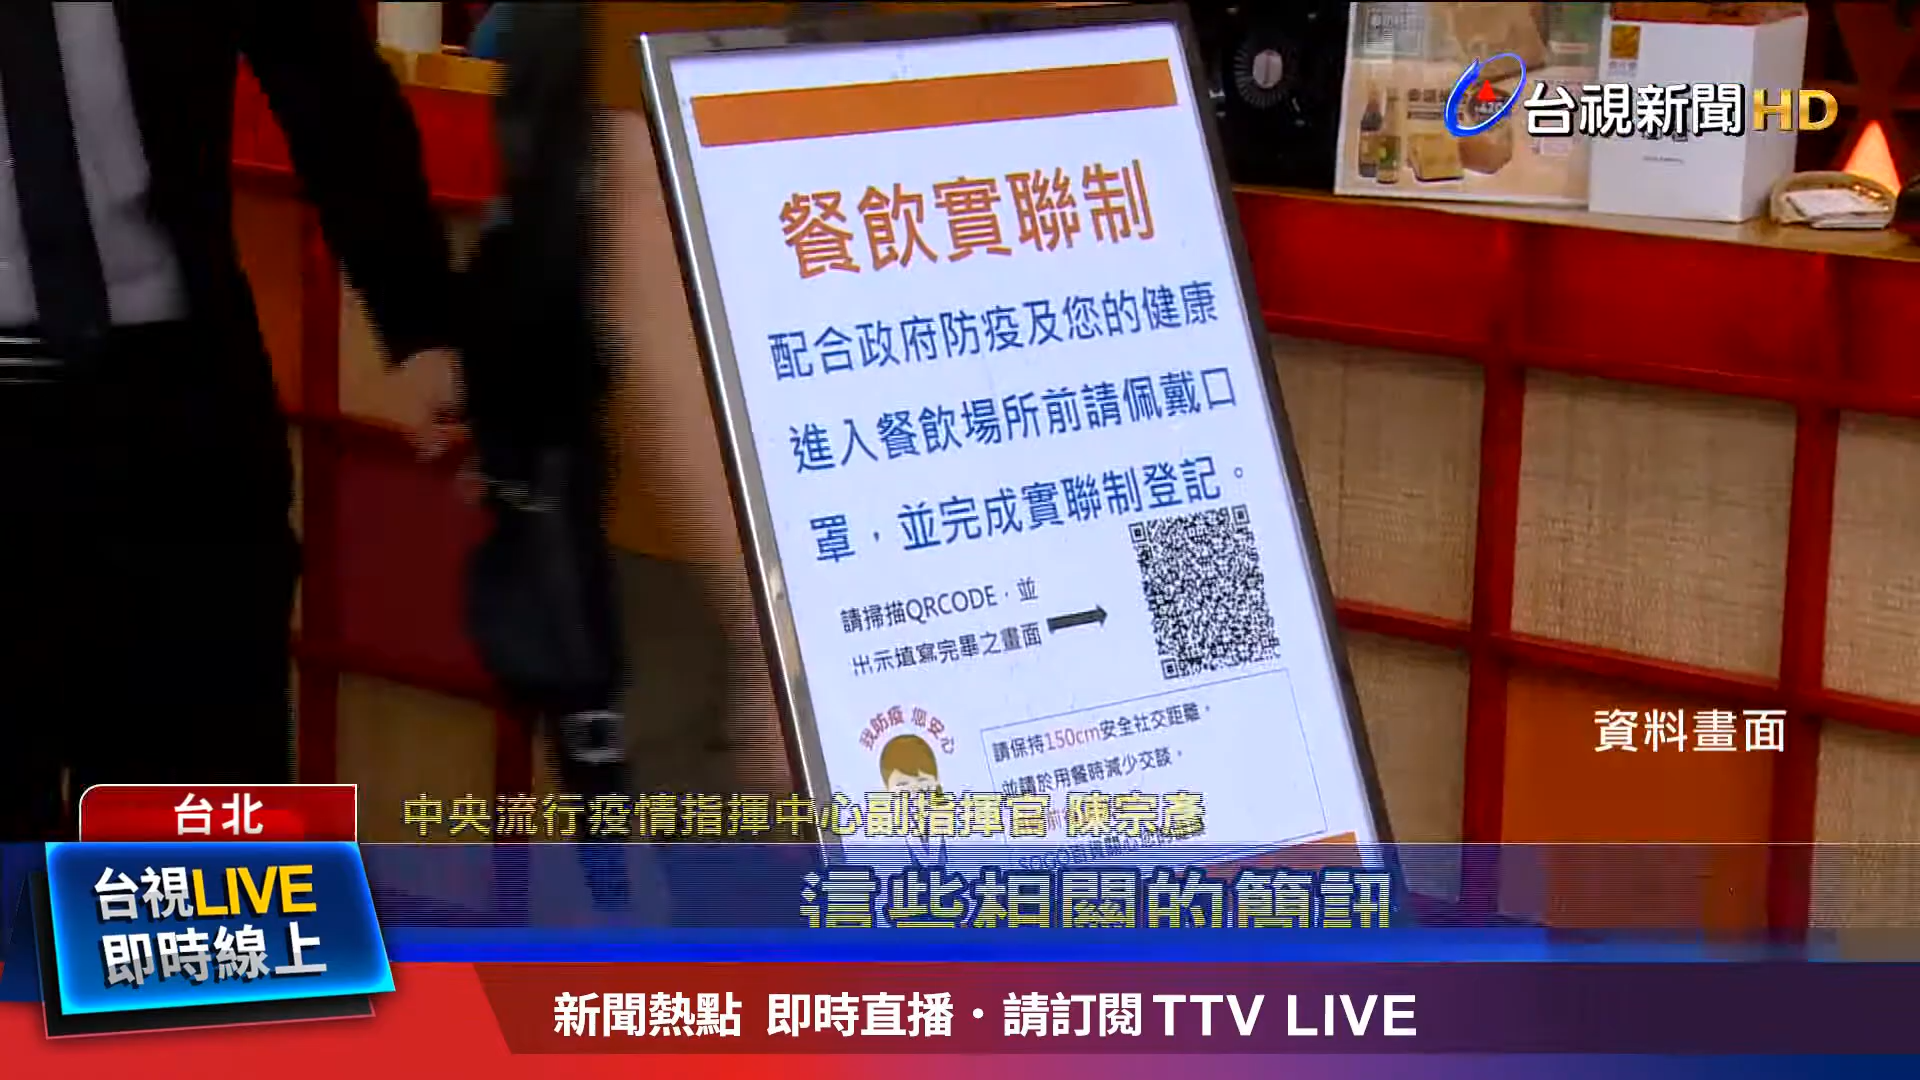 台視新聞HD
餐飲實聯制
配合政府防疫及您的健康
進入餐飲場所前請佩戴口
罩，並完成實聯制登記。
請掃描QRCODE，並
出示填寫完畢之畫面
我防疫 您安心
請保持150cm安全社交距離，
並請於用餐時減少交談，
資料畫面
台北
中央流行疫情指揮中心副指揮官 陳宗彥
這些相關的簡訊
台視LIVE
即時線上
新聞熱點 即時直播・請訂閱TTV LIVE